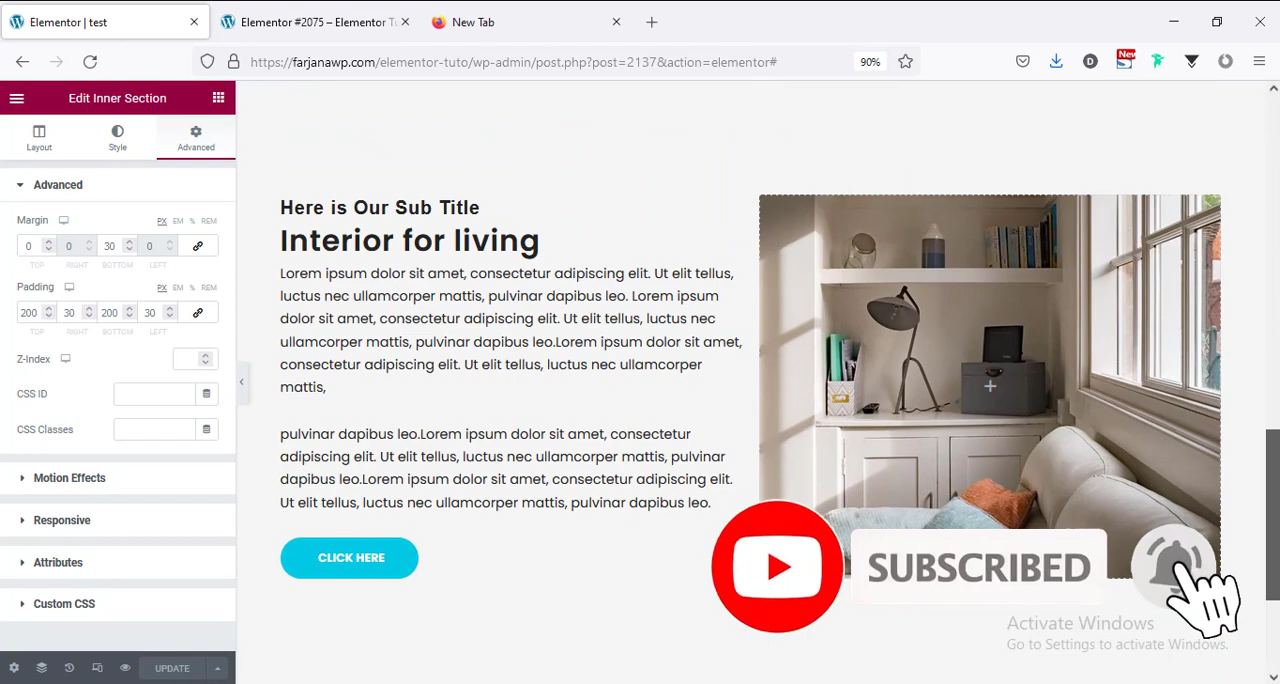 Elementor | test
Elementor #2075 – Elementor Tu
New Tab
https://farjanawp.com/elementor-tuto/wp-admin/post.php?post=2137&action=elementor#
90%
D
New
Edit Inner Section
Layout
Style
Advanced
Advanced
Margin
PX EM % REM
0 0 30 0
TOP RIGHT BOTTOM LEFT
Padding
PX EM % REM
200 30 200 30
TOP RIGHT BOTTOM LEFT
Z-Index
CSS ID
CSS Classes
Motion Effects
Responsive
Attributes
Custom CSS
UPDATE
Here is Our Sub Title
Interior for living
Lorem ipsum dolor sit amet, consectetur adipiscing elit. Ut elit tellus,
luctus nec ullamcorper mattis, pulvinar dapibus leo. Lorem ipsum
dolor sit amet, consectetur adipiscing elit. Ut elit tellus, luctus nec
ullamcorper mattis, pulvinar dapibus leo.Lorem ipsum dolor sit amet,
consectetur adipiscing elit. Ut elit tellus, luctus nec ullamcorper
mattis,
pulvinar dapibus leo.Lorem ipsum dolor sit amet, consectetur
adipiscing elit. Ut elit tellus, luctus nec ullamcorper mattis, pulvinar
dapibus leo.Lorem ipsum dolor sit amet, consectetur adipiscing elit.
Ut elit tellus, luctus nec ullamcorper mattis, pulvinar dapibus leo.
CLICK HERE
SUBSCRIBED
Activate Windows
Go to Settings to activate Windows.